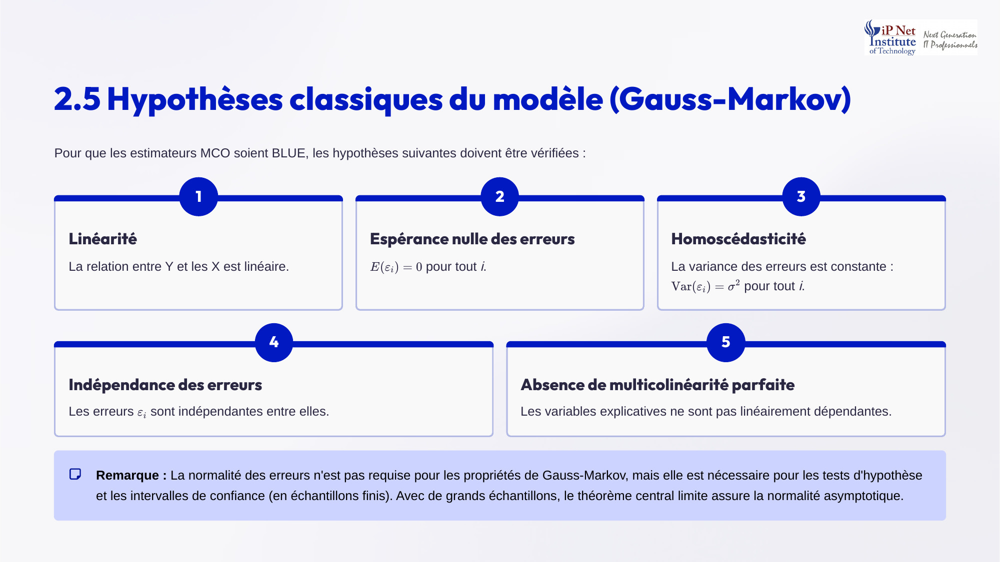 iP Net
Institute
of Technology
Next Generation
IT Professionnels
2.5 Hypothèses classiques du modèle (Gauss-Markov)
Pour que les estimateurs MCO soient BLUE, les hypothèses suivantes doivent être vérifiées :
1
Linéarité
La relation entre Y et les X est linéaire.
2
Espérance nulle des erreurs
E(εᵢ) = 0 pour tout i.
3
Homoscédasticité
La variance des erreurs est constante :
Var(εᵢ) = σ² pour tout i.
4
Indépendance des erreurs
Les erreurs εᵢ sont indépendantes entre elles.
5
Absence de multicolinéarité parfaite
Les variables explicatives ne sont pas linéairement dépendantes.
Remarque : La normalité des erreurs n'est pas requise pour les propriétés de Gauss-Markov, mais elle est nécessaire pour les tests d'hypothèse
et les intervalles de confiance (en échantillons finis). Avec de grands échantillons, le théorème central limite assure la normalité asymptotique.